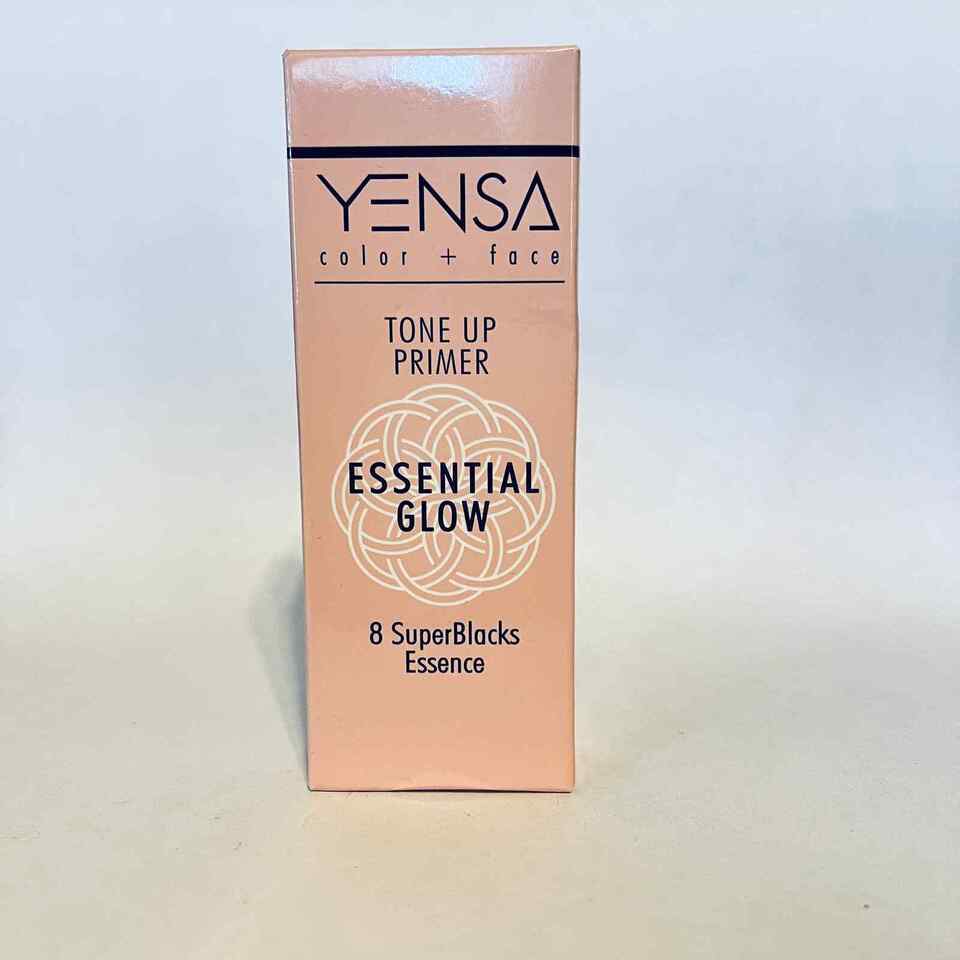 YENSA
color + face
TONE UP
PRIMER
ESSENTIAL
GLOW
8 SuperBlacks
Essence